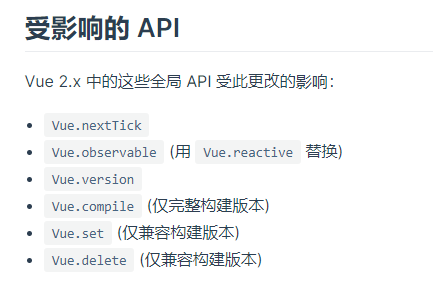 受影响的 API
Vue 2.x 中的这些全局 API 受此更改的影响：
• Vue.nextTick
• Vue.observable (用 Vue.reactive 替换)
• Vue.version
• Vue.compile (仅完整构建版本)
• Vue.set (仅兼容构建版本)
• Vue.delete (仅兼容构建版本)